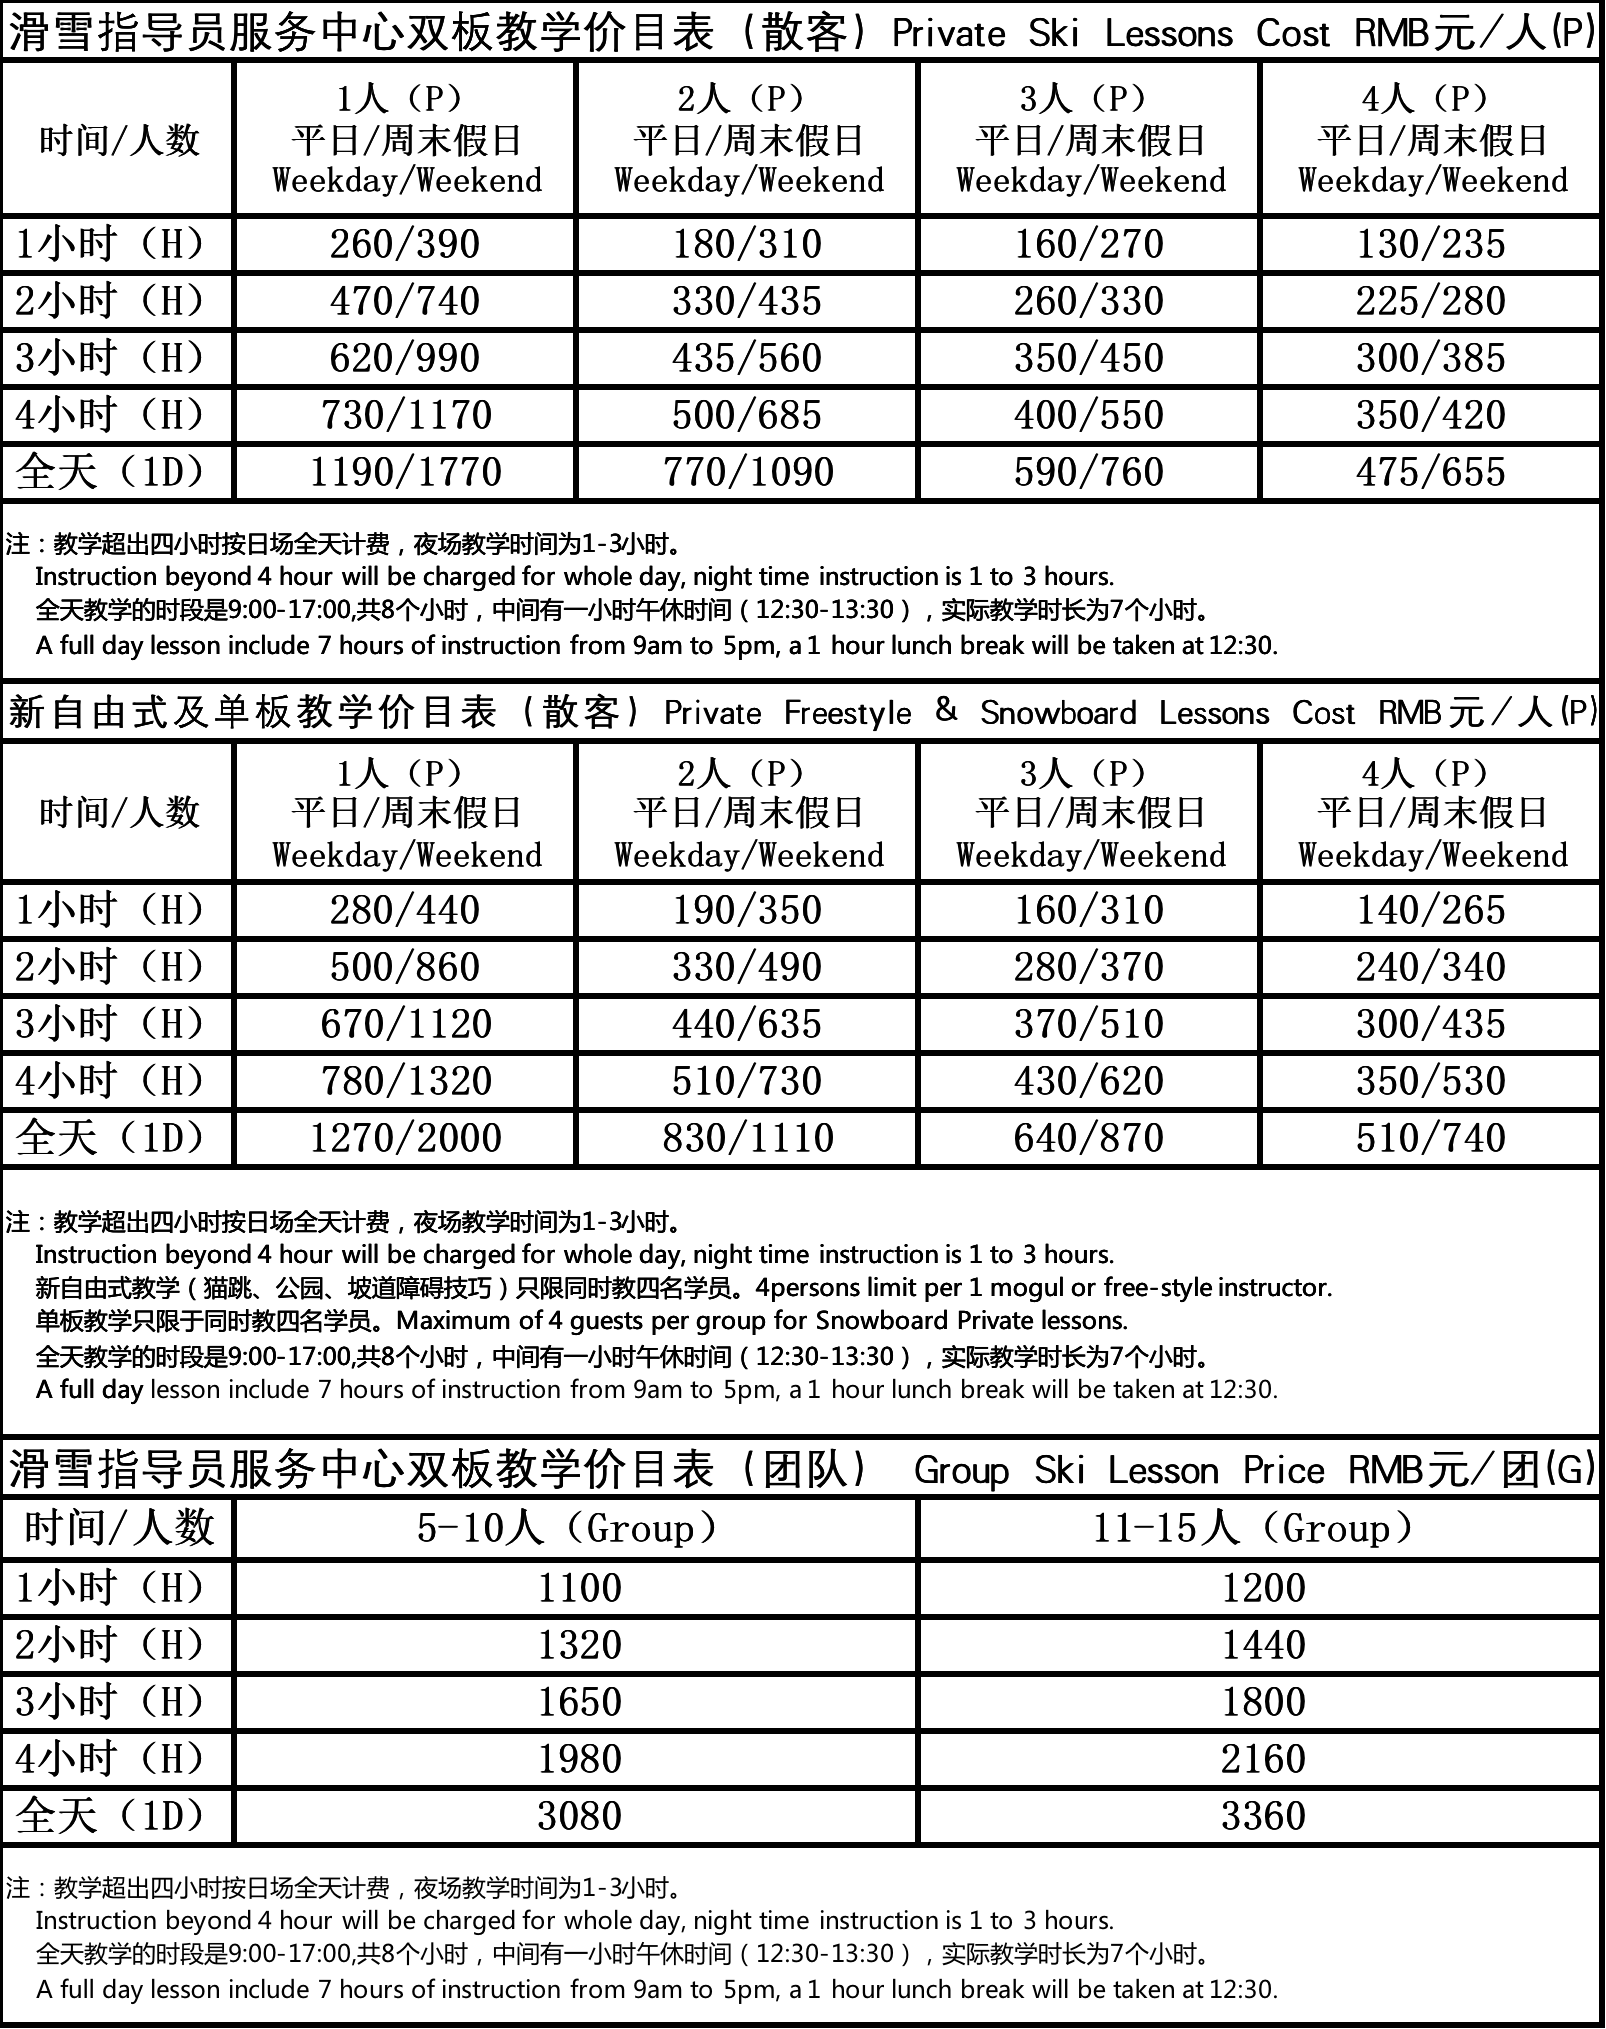 滑雪指导员服务中心双板教学价目表（散客）Private Ski Lessons Cost RMB元/人(P)
时间/人数 1人（P） 2人（P） 3人（P） 4人（P）
平日/周末假日 平日/周末假日 平日/周末假日 平日/周末假日
Weekday/Weekend Weekday/Weekend Weekday/Weekend Weekday/Weekend
1小时（H） 260/390 180/310 160/270 130/235
2小时（H） 470/740 330/435 260/330 225/280
3小时（H） 620/990 435/560 350/450 300/385
4小时（H） 730/1170 500/685 400/550 350/420
全天（1D） 1190/1770 770/1090 590/760 475/655
注：教学超出四小时按日场全天计费，夜场教学时间为1-3小时。
Instruction beyond 4 hour will be charged for whole day, night time instruction is 1 to 3 hours.
全天教学的时段是9:00-17:00,共8个小时，中间有一小时午休时间（12:30-13:30），实际教学时长为7个小时。
A full day lesson include 7 hours of instruction from 9am to 5pm, a 1 hour lunch break will be taken at 12:30.
新自由式及单板教学价目表（散客）Private Freestyle & Snowboard Lessons Cost RMB元/人(P)
时间/人数 1人（P） 2人（P） 3人（P） 4人（P）
平日/周末假日 平日/周末假日 平日/周末假日 平日/周末假日
Weekday/Weekend Weekday/Weekend Weekday/Weekend Weekday/Weekend
1小时（H） 280/440 190/350 160/310 140/265
2小时（H） 500/860 330/490 280/370 240/340
3小时（H） 670/1120 440/635 370/510 300/435
4小时（H） 780/1320 510/730 430/620 350/530
全天（1D） 1270/2000 830/1110 640/870 510/740
注：教学超出四小时按日场全天计费，夜场教学时间为1-3小时。
Instruction beyond 4 hour will be charged for whole day, night time instruction is 1 to 3 hours.
新自由式教学（猫跳、公园、坡道障碍技巧）只限同时教四名学员。4persons limit per 1 mogul or free-style instructor.
单板教学只限于同时教四名学员。Maximum of 4 guests per group for Snowboard Private lessons.
全天教学的时段是9:00-17:00,共8个小时，中间有一小时午休时间（12:30-13:30），实际教学时长为7个小时。
A full day lesson include 7 hours of instruction from 9am to 5pm, a 1 hour lunch break will be taken at 12:30.
滑雪指导员服务中心双板教学价目表（团队） Group Ski Lesson Price RMB元/团(G)
时间/人数 5-10人（Group） 11-15人（Group）
1小时（H） 1100 1200
2小时（H） 1320 1440
3小时（H） 1650 1800
4小时（H） 1980 2160
全天（1D） 3080 3360
注：教学超出四小时按日场全天计费，夜场教学时间为1-3小时。
Instruction beyond 4 hour will be charged for whole day, night time instruction is 1 to 3 hours.
全天教学的时段是9:00-17:00,共8个小时，中间有一小时午休时间（12:30-13:30），实际教学时长为7个小时。
A full day lesson include 7 hours of instruction from 9am to 5pm, a 1 hour lunch break will be taken at 12:30.